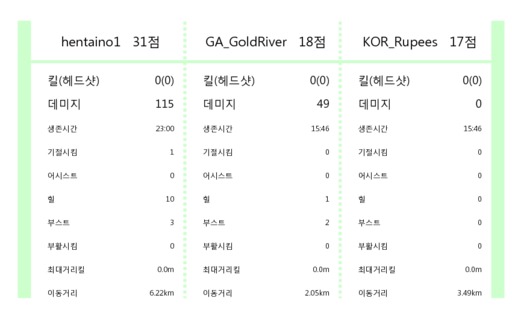 hentaino1 31점 GA_GoldRiver 18점 KOR_Rupees 17점
킬(헤드샷) 0(0) 킬(헤드샷) 0(0) 킬(헤드샷) 0(0)
데미지 115 데미지 49 데미지 0
생존시간 23:00 생존시간 15:46 생존시간 15:46
기절시킴 1 기절시킴 0 기절시킴 0
어시스트 0 어시스트 0 어시스트 0
힐 10 힐 1 힐 0
부스트 3 부스트 2 부스트 0
부활시킴 0 부활시킴 0 부활시킴 0
최대거리킬 0.0m 최대거리킬 0.0m 최대거리킬 0.0m
이동거리 6.22km 이동거리 2.05km 이동거리 3.49km